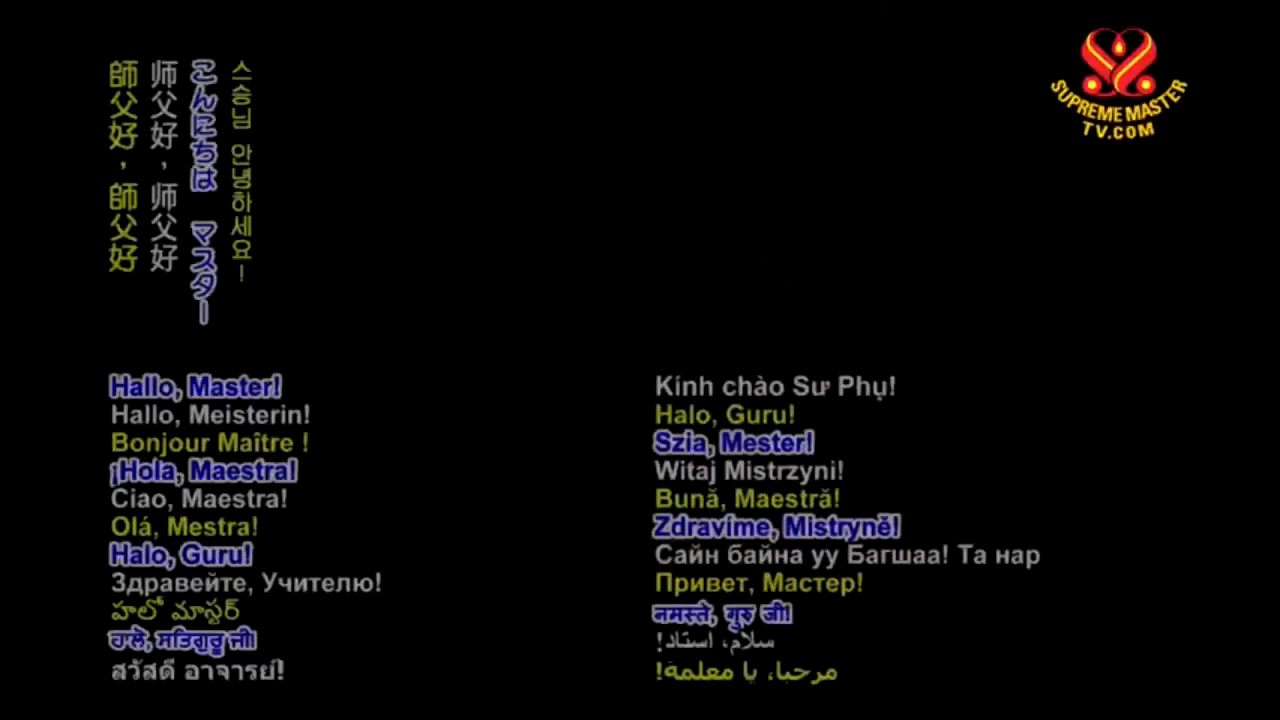 師父好，師父好
师父好，师父好
こんにちは マスター
스승님 안녕하세요!
SUPREME MASTER
TV.COM
Hallo, Master!
Hallo, Meisterin!
Bonjour Maître !
¡Hola, Maestra!
Ciao, Maestra!
Olá, Mestra!
Halo, Guru!
Здравейте, Учителю!
హలో మాస్టర్
ਹਾਲੋ, ਸਤਿਗੁਰੂ ਜੀ!
สวัสดี อาจารย์!
Kính chào Sư Phụ!
Halo, Guru!
Szia, Mester!
Witaj Mistrzyni!
Bună, Maestră!
Zdravíme, Mistryně!
Сайн байна уу Багшаа! Та нар
Привет, Мастер!
नमस्ते, गुरु जी!
سلام، استاد!
مرحبا، يا معلمة!